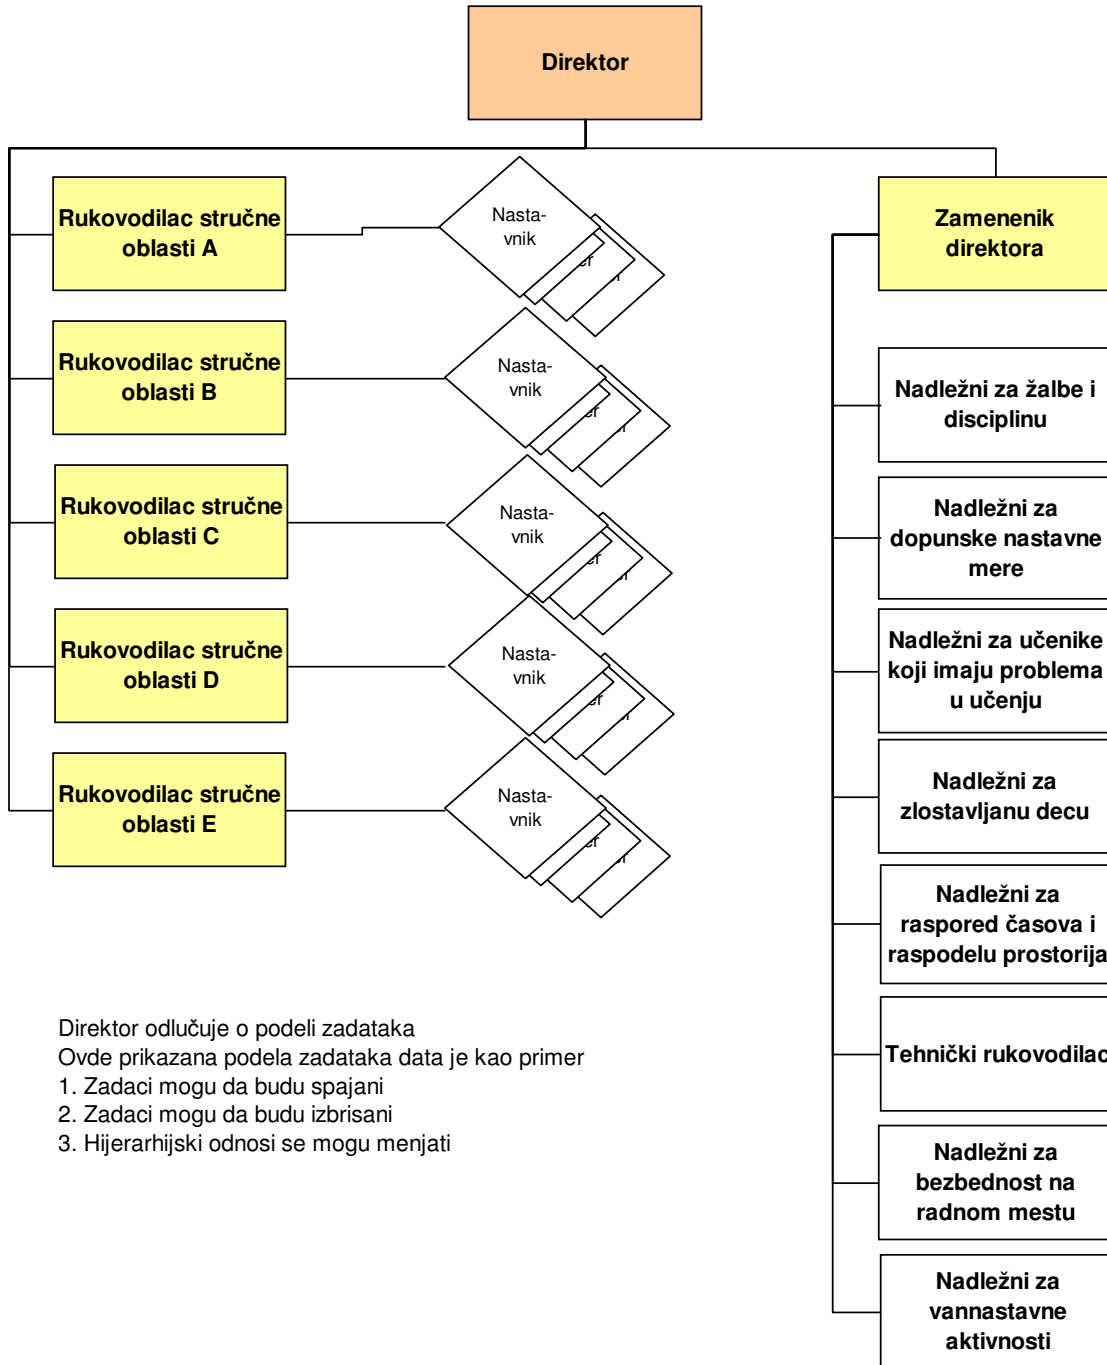 Direktor
Rukovodilac stručne
oblasti A
Nasta-
vnik
Zamenenik
direktora
Rukovodilac stručne
oblasti B
Nasta-
vnik
Nadležni za žalbe i
disciplinu
Rukovodilac stručne
oblasti C
Nasta-
vnik
Nadležni za
dopunske nastavne
mere
Rukovodilac stručne
oblasti D
Nasta-
vnik
Nadležni za učenike
koji imaju problema
u učenju
Rukovodilac stručne
oblasti E
Nasta-
vnik
Nadležni za
zlostavljanu decu
Nadležni za
raspored časova i
raspodelu prostorija
Tehnički rukovodilac
Nadležni za
bezbednost na
radnom mestu
Nadležni za
vannastavne
aktivnosti
Direktor odlučuje o podeli zadataka
Ovde prikazana podela zadataka data je kao primer
1. Zadaci mogu da budu spajani
2. Zadaci mogu da budu izbrisani
3. Hijerarhijski odnosi se mogu menjati